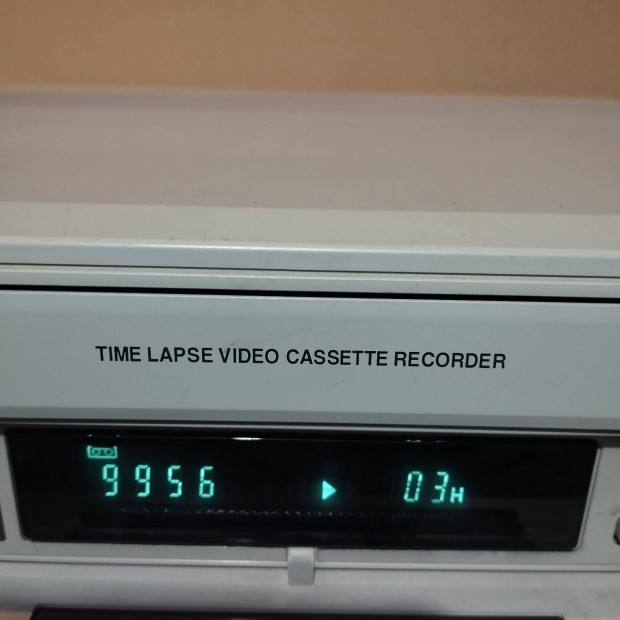 TIME LAPSE VIDEO CASSETTE RECORDER
9956 03H